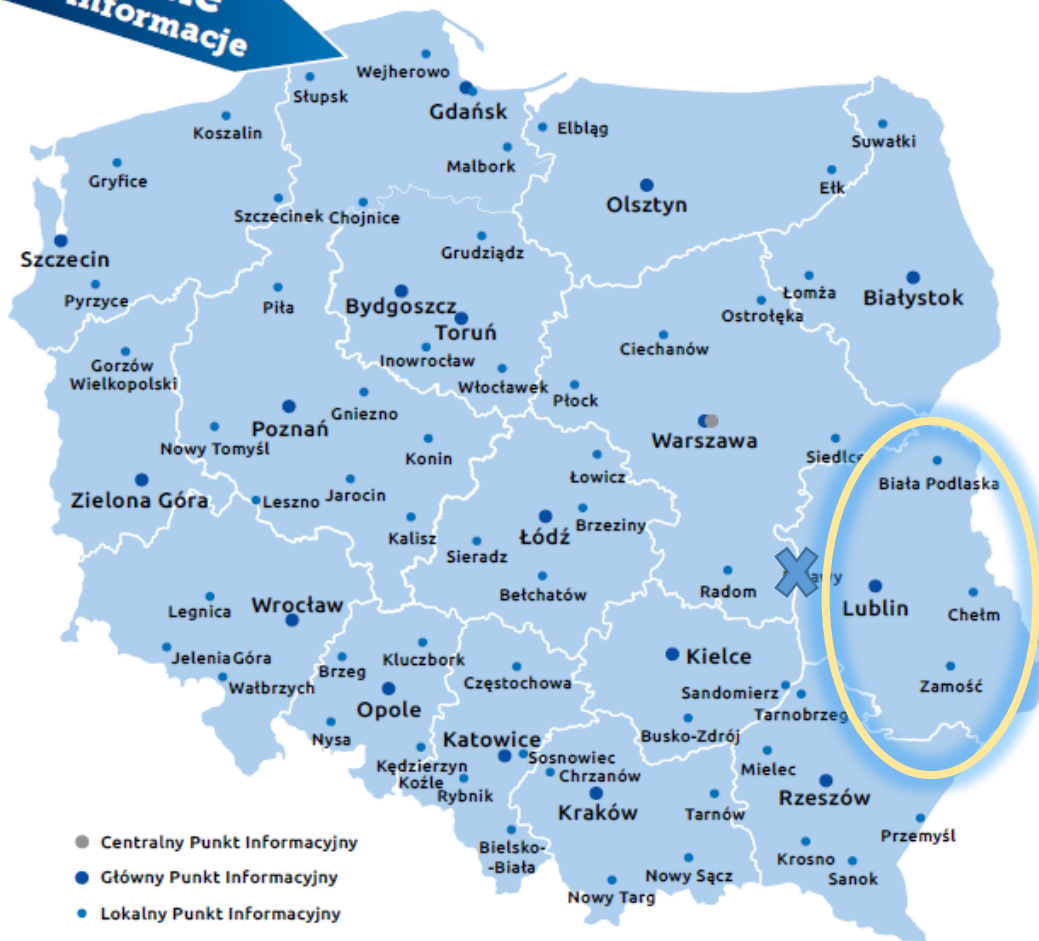 informacje
Wejherowo
Słupsk
Gdańsk
Koszalin
Elbląg
Suwałki
Malbork
Gryfice
Ełk
Olsztyn
Szczecinek
Chojnice
Grudziądz
Szczecin
Pyrzyce
Piła
Bydgoszcz
Łomża
Białystok
Ostrołęka
Toruń
Ciechanów
Inowrocław
Gorzów
Wielkopolski
Włocławek
Płock
Gniezno
Poznań
Warszawa
Nowy Tomyśl
Konin
Siedlce
Łowicz
Biała Podlaska
Zielona Góra
Leszno
Jarocin
Brzeziny
Kalisz
Łódź
Sieradz
Radom
Bełchatów
Lublin
Legnica
Wrocław
Chełm
Jelenia Góra
Brzeg
Kluczbork
Kielce
Wałbrzych
Częstochowa
Zamość
Sandomierz
Opole
Tarnobrzeg
Nysa
Katowice
Busko-Zdrój
Sosnowiec
Kędzierzyn
Koźle
Chrzanów
Mielec
Rybnik
Rzeszów
Kraków
Tarnów
Przemyśl
Bielsko-
-Biała
Krosno
Nowy Sącz
Sanok
Nowy Targ
Centralny Punkt Informacyjny
Główny Punkt Informacyjny
Lokalny Punkt Informacyjny